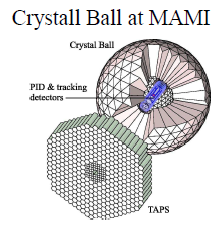 Crystall Ball at MAMI
Crystal Ball
PID & tracking
detectors
TAPS